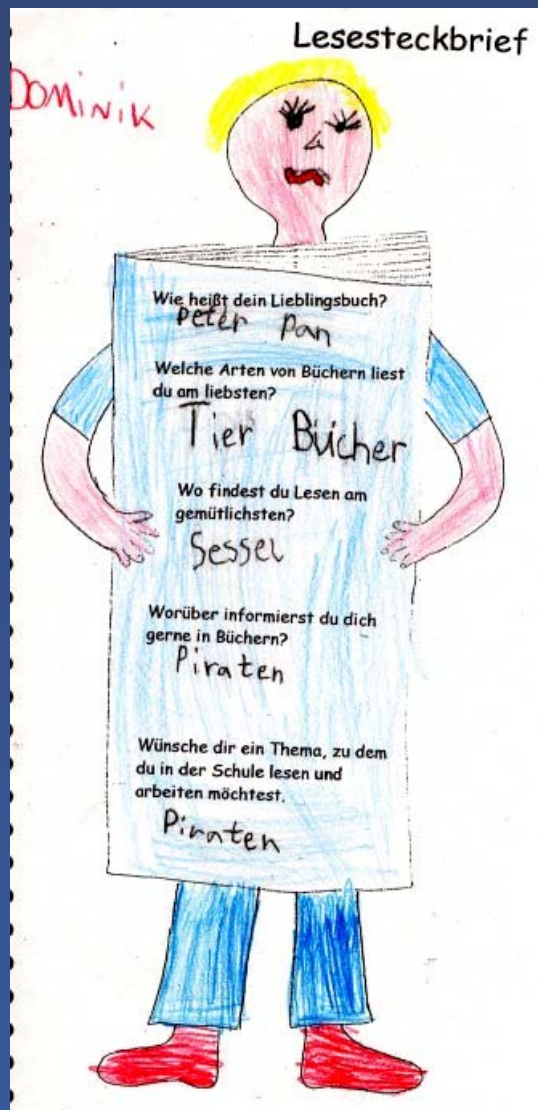 Lesesteckbrief
DOMINIK
Wie heißt dein Lieblingsbuch?
Peter Pan
Welche Arten von Büchern liest
du am liebsten?
Tier Bücher
Wo findest du Lesen am
gemütlichsten?
Sessel
Worüber informierst du dich
gerne in Büchern?
Piraten
Wünsche dir ein Thema, zu dem
du in der Schule lesen und
arbeiten möchtest.
Piraten